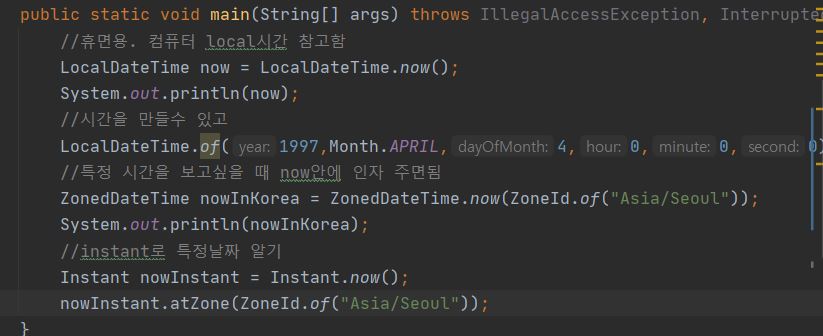 public static void main(String[] args) throws IllegalAccessException, Interrupte
//휴면용. 컴퓨터 local시간 참고함
LocalDateTime now = LocalDateTime.now();
System.out.println(now);
//시간을 만들수 있고
LocalDateTime.of( year: 1997,Month.APRIL, dayOfMonth: 4, hour: 0, minute: 0, second: 0)
//특정 시간을 보고싶을 때 now안에 인자 주면됨
ZonedDateTime nowInKorea = ZonedDateTime.now(ZoneId.of("Asia/Seoul"));
System.out.println(nowInKorea);
//instant로 특정날짜 알기
Instant nowInstant = Instant.now();
nowInstant.atZone(ZoneId.of("Asia/Seoul"));
}